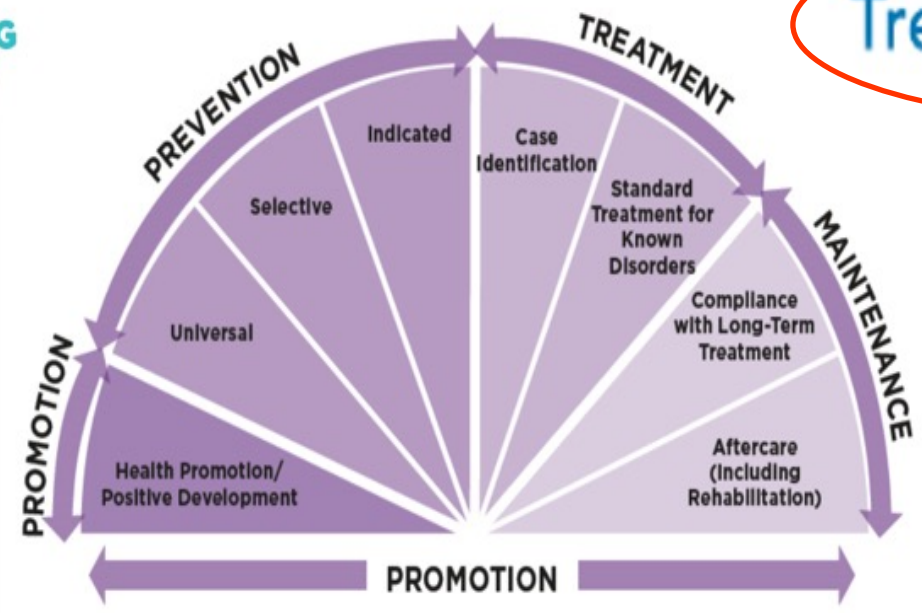 G
Tre
PREVENTION
TREATMENT
Indicated
Case
Identification
Selective
Standard
Treatment for
Known
Disorders
MAINTENANCE
Universal
Compliance
with Long-Term
Treatment
PROMOTION
Health Promotion/
Positive Development
Aftercare
(Including
Rehabilitation)
PROMOTION